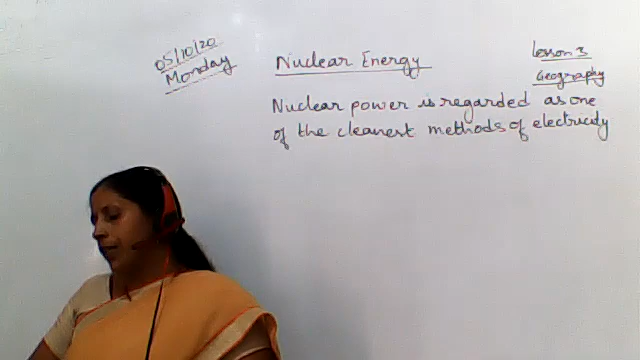 05/10/20
Monday
Nuclear Energy
Lesson 3
Geography
Nuclear power is regarded as one
of the cleanest methods of electricity